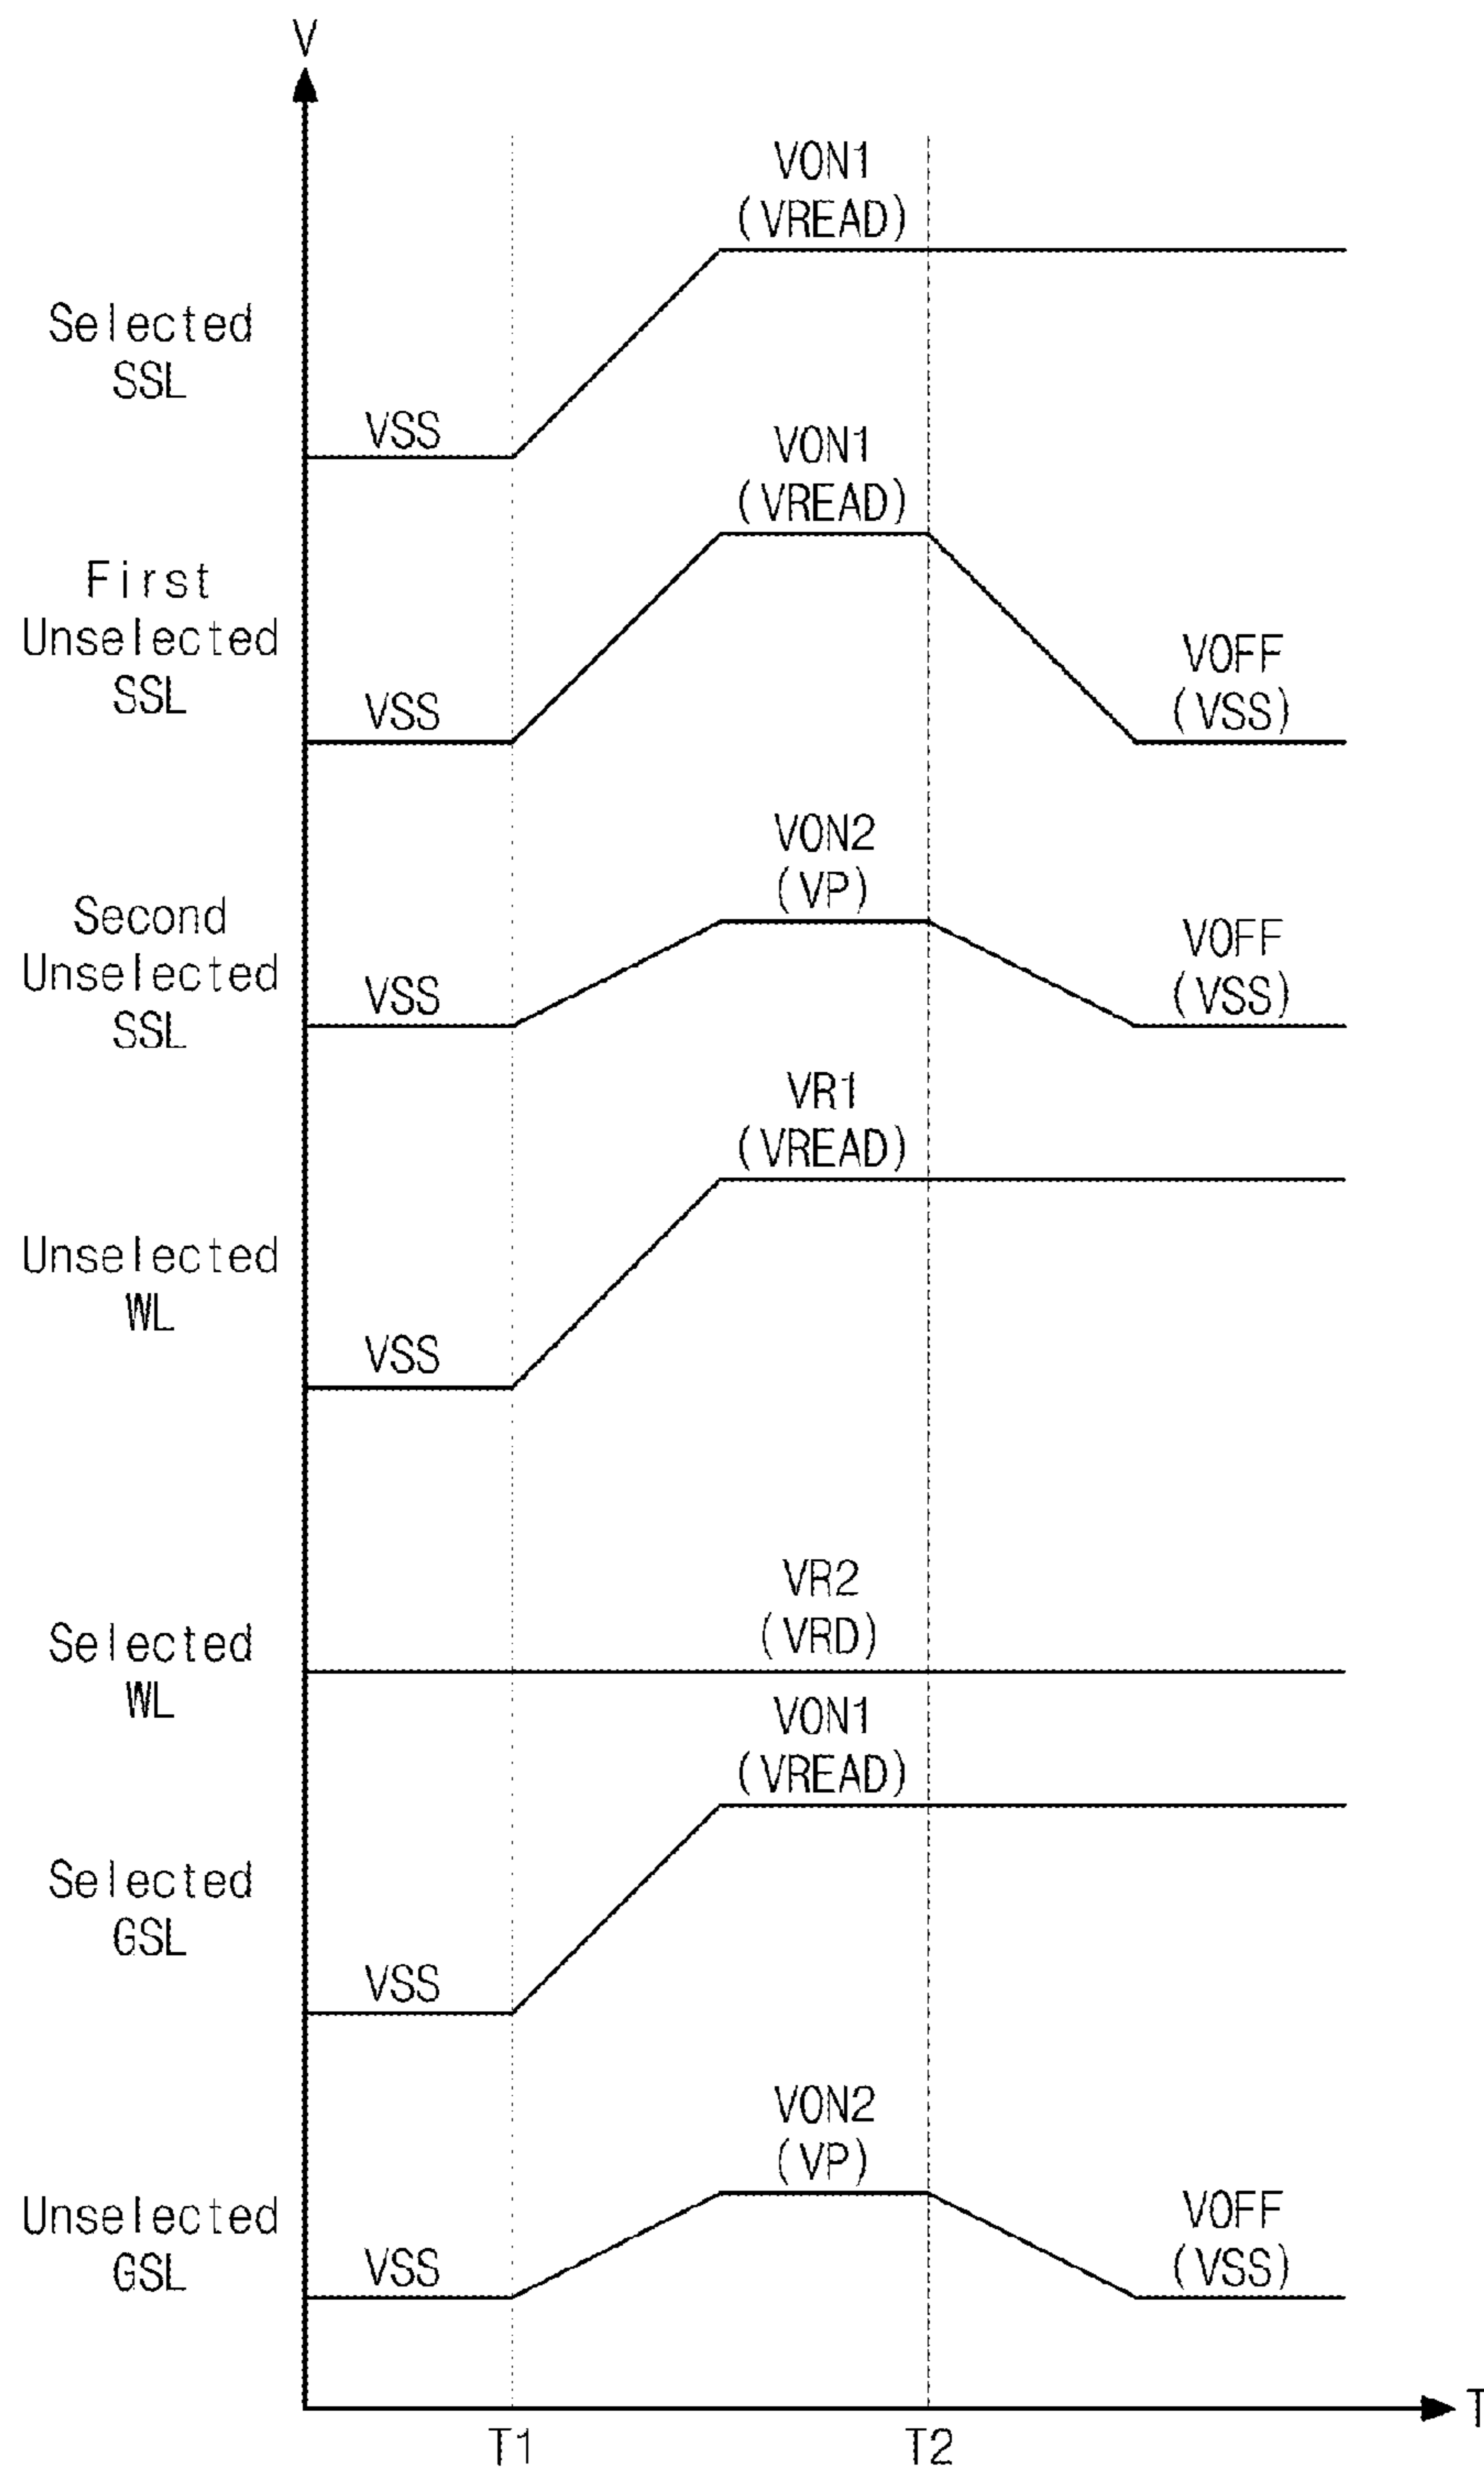 V
VON1
(VREAD)
Selected
SSL
VSS
VON1
(VREAD)
First
Unselected
SSL
VSS
VOFF
(VSS)
VON2
(VP)
Second
Unselected
SSL
VSS
VOFF
(VSS)
VR1
(VREAD)
Unselected
WL
VSS
VR2
(VRD)
Selected
WL
VON1
(VREAD)
Selected
GSL
VSS
VON2
(VP)
Unselected
GSL
VSS
VOFF
(VSS)
T
T1
T2